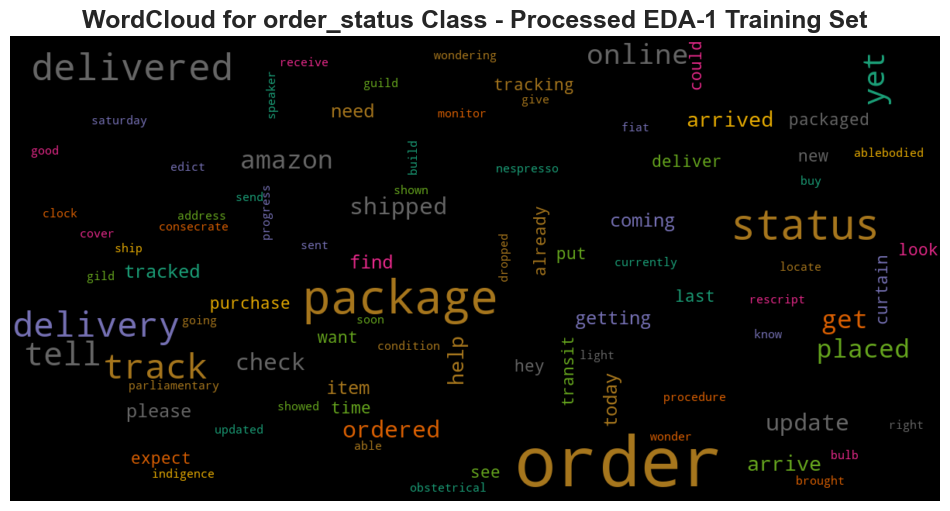 WordCloud for order_status Class - Processed EDA-1 Training Set
delivered
receive
wondering
online
could
yet
speaker
guild
tracking
give
need
monitor
saturday
fiat
arrived
packaged
good
edict
amazon
build
nespresso
deliver
new
ablebodied
buy
send
progress
shown
shipped
clock
address
consecrate
cover
ship
sent
already
coming
status
look
gild
tracked
find
dropped
put
currently
locate
curtain
purchase
package
last
rescript
delivery
going
soon
want
getting
know
get
tell
track
check
condition
help
hey
transit
light
placed
parliamentary
item
today
procedure
please
showed
time
updated
ordered
able
wonder
update
right
expect
indigence
see
obstetrical
order
arrive
bulb
brought